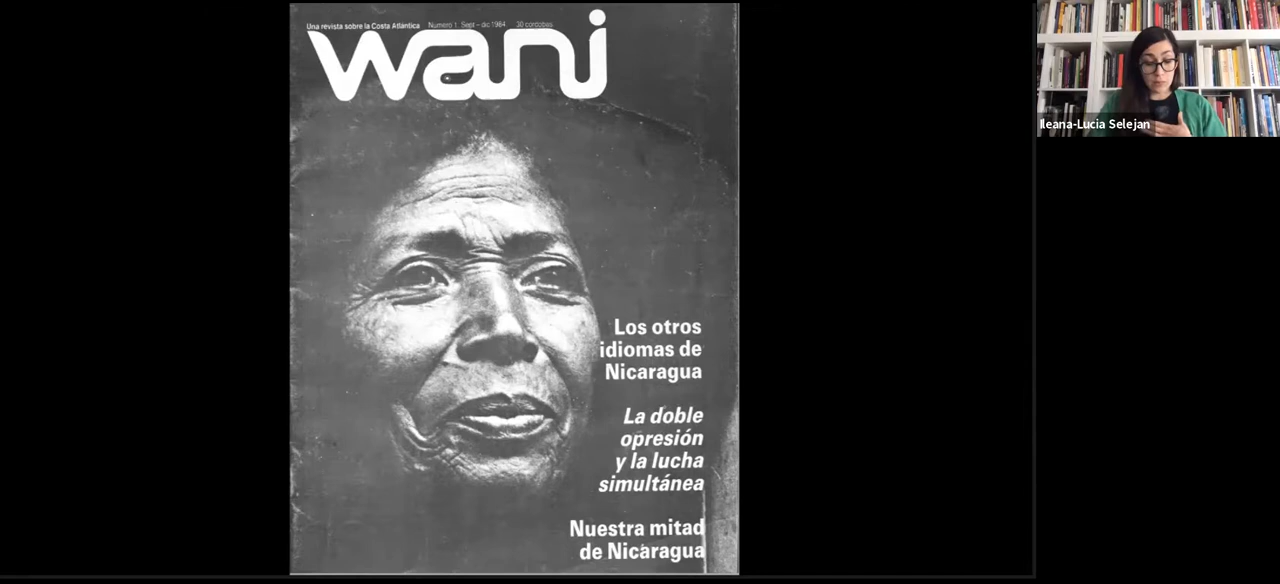 Una revista sobre la Costa Atlántica Numero 1. Sept – dic 1984 30 cordobas
wani
Los otros
idiomas de
Nicaragua
La doble
opresión
y la lucha
simultánea
Nuestra mitad
de Nicaragua
Ileana-Lucia Selejan